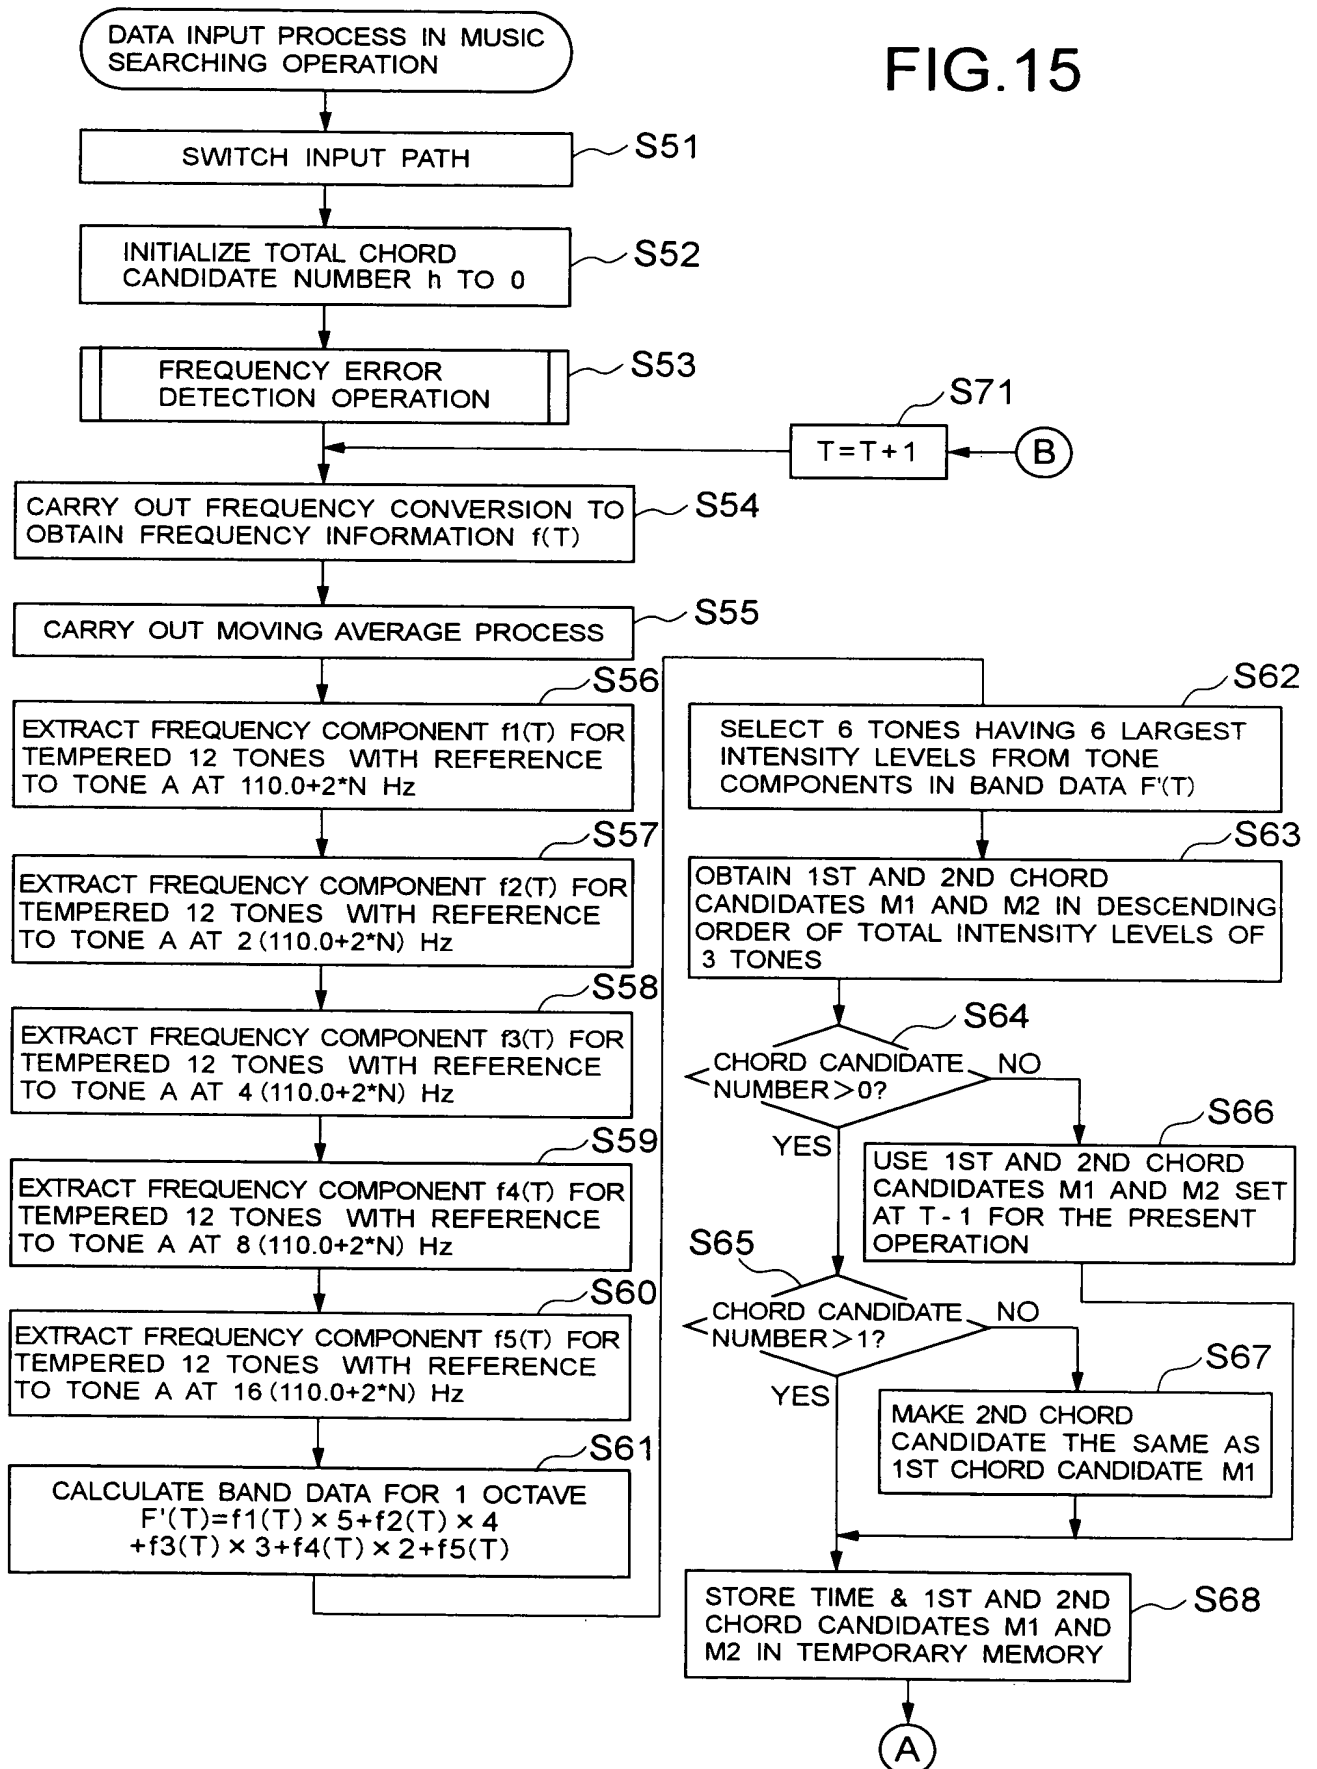 FIG.15
DATA INPUT PROCESS IN MUSIC
SEARCHING OPERATION
SWITCH INPUT PATH
S51
INITIALIZE TOTAL CHORD
CANDIDATE NUMBER h TO 0
S52
FREQUENCY ERROR
DETECTION OPERATION
S53
S71
T=T+1
B
CARRY OUT FREQUENCY CONVERSION TO
OBTAIN FREQUENCY INFORMATION f(T)
S54
CARRY OUT MOVING AVERAGE PROCESS
S55
S56
EXTRACT FREQUENCY COMPONENT f1(T) FOR
TEMPERED 12 TONES WITH REFERENCE
TO TONE A AT 110.0+2*N Hz
S57
EXTRACT FREQUENCY COMPONENT f2(T) FOR
TEMPERED 12 TONES WITH REFERENCE
TO TONE A AT 2(110.0+2*N) Hz
S58
EXTRACT FREQUENCY COMPONENT f3(T) FOR
TEMPERED 12 TONES WITH REFERENCE
TO TONE A AT 4(110.0+2*N) Hz
S59
EXTRACT FREQUENCY COMPONENT f4(T) FOR
TEMPERED 12 TONES WITH REFERENCE
TO TONE A AT 8(110.0+2*N) Hz
S60
EXTRACT FREQUENCY COMPONENT f5(T) FOR
TEMPERED 12 TONES WITH REFERENCE
TO TONE A AT 16(110.0+2*N) Hz
S61
CALCULATE BAND DATA FOR 1 OCTAVE
F'(T)=f1(T)×5+f2(T)×4
+f3(T)×3+f4(T)×2+f5(T)
S62
SELECT 6 TONES HAVING 6 LARGEST
INTENSITY LEVELS FROM TONE
COMPONENTS IN BAND DATA F'(T)
S63
OBTAIN 1ST AND 2ND CHORD
CANDIDATES M1 AND M2 IN DESCENDING
ORDER OF TOTAL INTENSITY LEVELS OF
3 TONES
S64
CHORD CANDIDATE
NUMBER>0?
NO
YES
S66
USE 1ST AND 2ND CHORD
CANDIDATES M1 AND M2 SET
AT T-1 FOR THE PRESENT
OPERATION
S65
CHORD CANDIDATE
NUMBER>1?
NO
YES
S67
MAKE 2ND CHORD
CANDIDATE THE SAME AS
1ST CHORD CANDIDATE M1
STORE TIME & 1ST AND 2ND
CHORD CANDIDATES M1 AND
M2 IN TEMPORARY MEMORY
S68
A